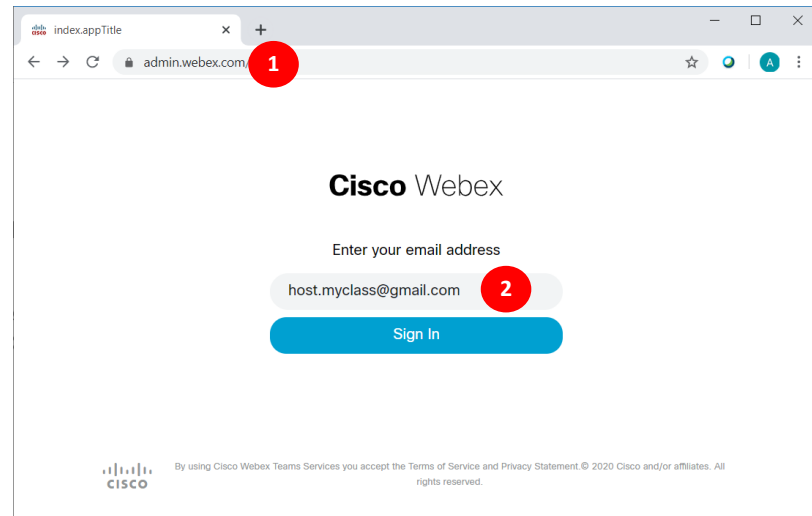 index.appTitle
admin.webex.com/
1
A
Cisco Webex
Enter your email address
host.myclass@gmail.com
2
Sign In
CISCO
By using Cisco Webex Teams Services you accept the Terms of Service and Privacy Statement.© 2020 Cisco and/or affiliates. All
rights reserved.